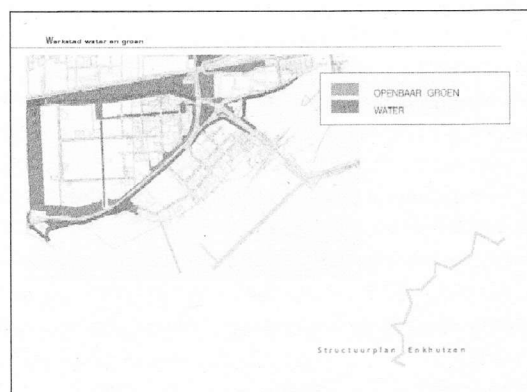 Werkstad water en groen
OPENBAAR GROEN
WATER
Structuurplan Enkhuizen